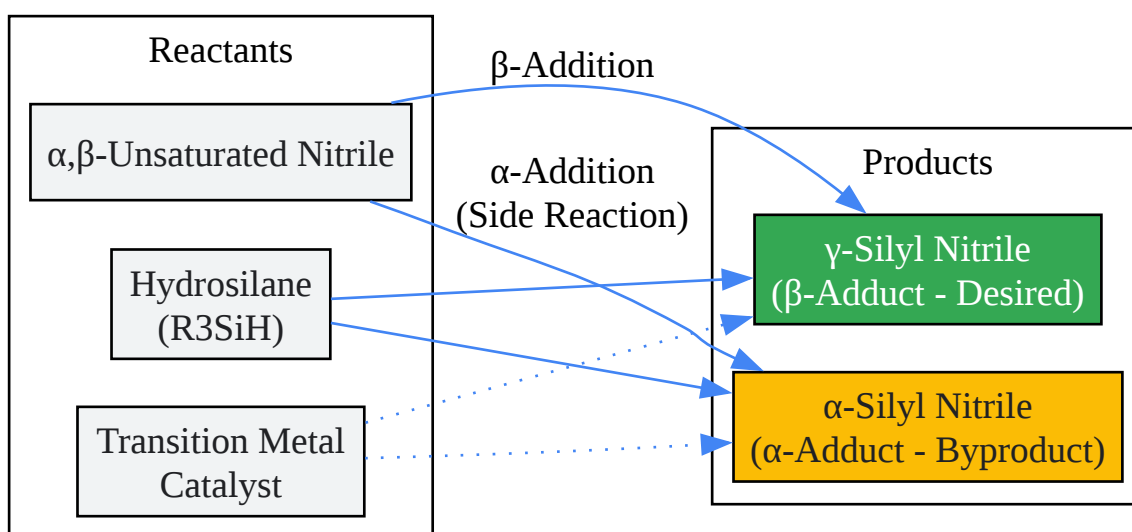 Reactants
β-Addition
α,β-Unsaturated Nitrile
α-Addition
(Side Reaction)
Products
Hydrosilane
(R3SiH)
γ-Silyl Nitrile
(β-Adduct - Desired)
Transition Metal
Catalyst
α-Silyl Nitrile
(α-Adduct - Byproduct)